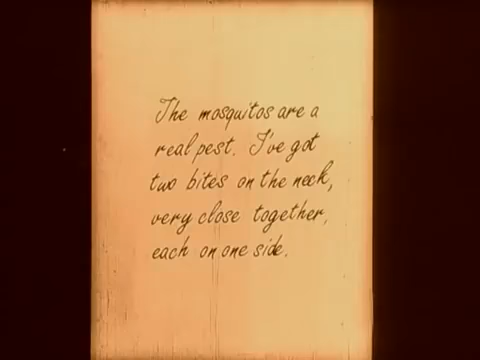 The mosquitos are a
real pest. I've got
two bites on the neck,
very close together,
each on one side.